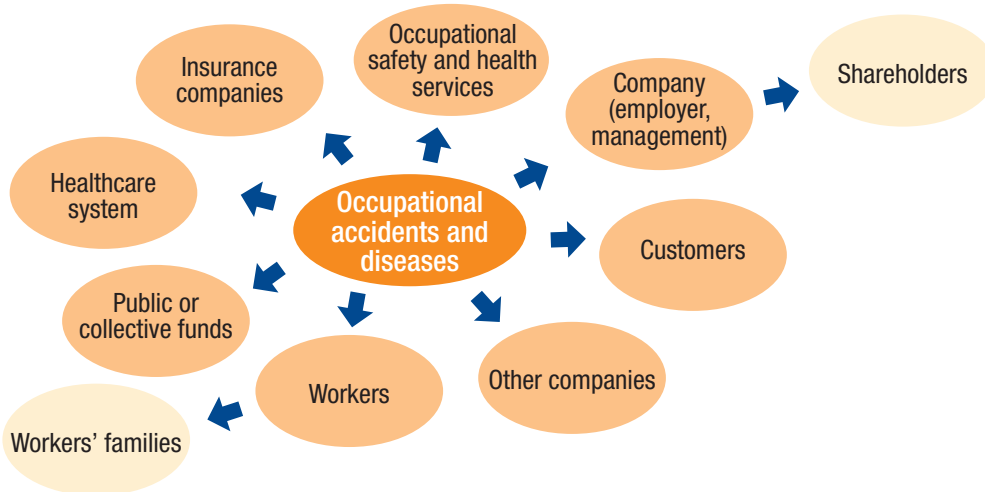 Occupational
safety and health
services
Insurance
companies
Company
(employer,
management)
Shareholders
Healthcare
system
Occupational
accidents and
diseases
Customers
Public or
collective funds
Workers
Other companies
Workers’ families